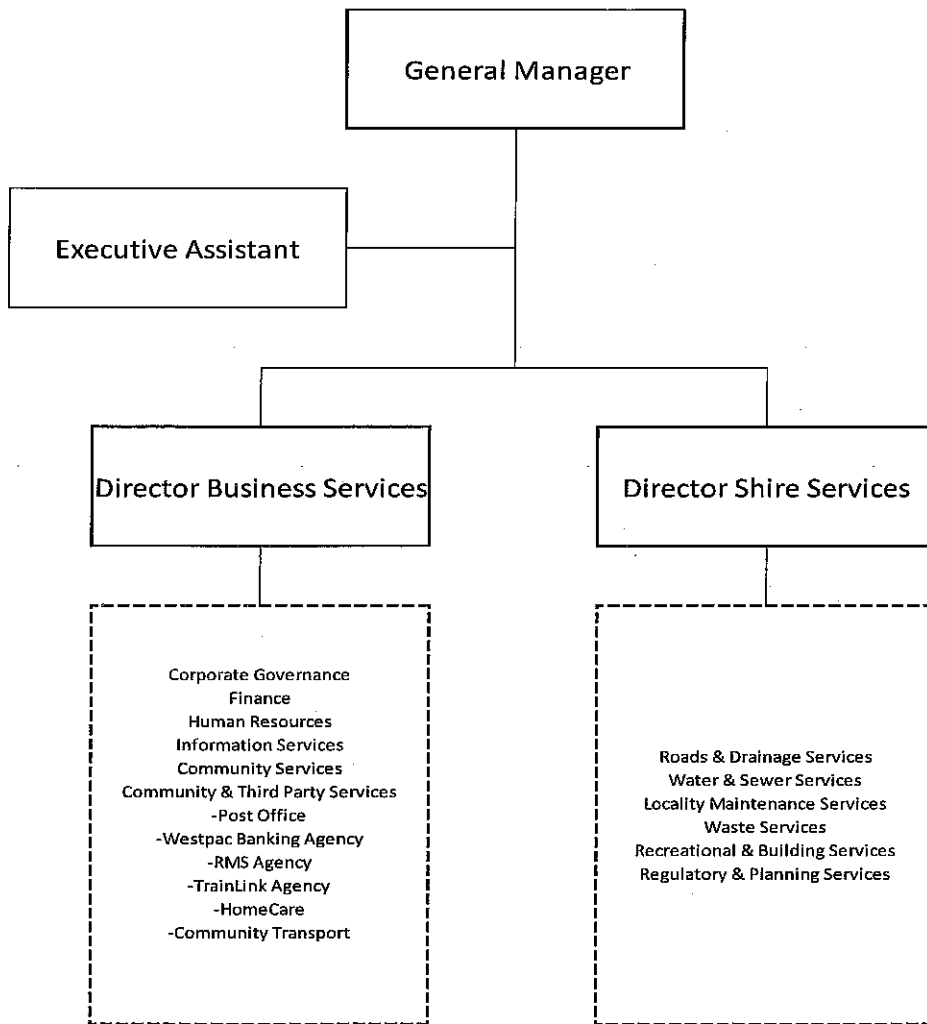 General Manager
Executive Assistant
Director Business Services
Director Shire Services
Corporate Governance
Finance
Human Resources
Information Services
Community Services
Community & Third Party Services
-Post Office
-Westpac Banking Agency
-RMS Agency
-TrainLink Agency
-HomeCare
-Community Transport
Roads & Drainage Services
Water & Sewer Services
Locality Maintenance Services
Waste Services
Recreational & Building Services
Regulatory & Planning Services